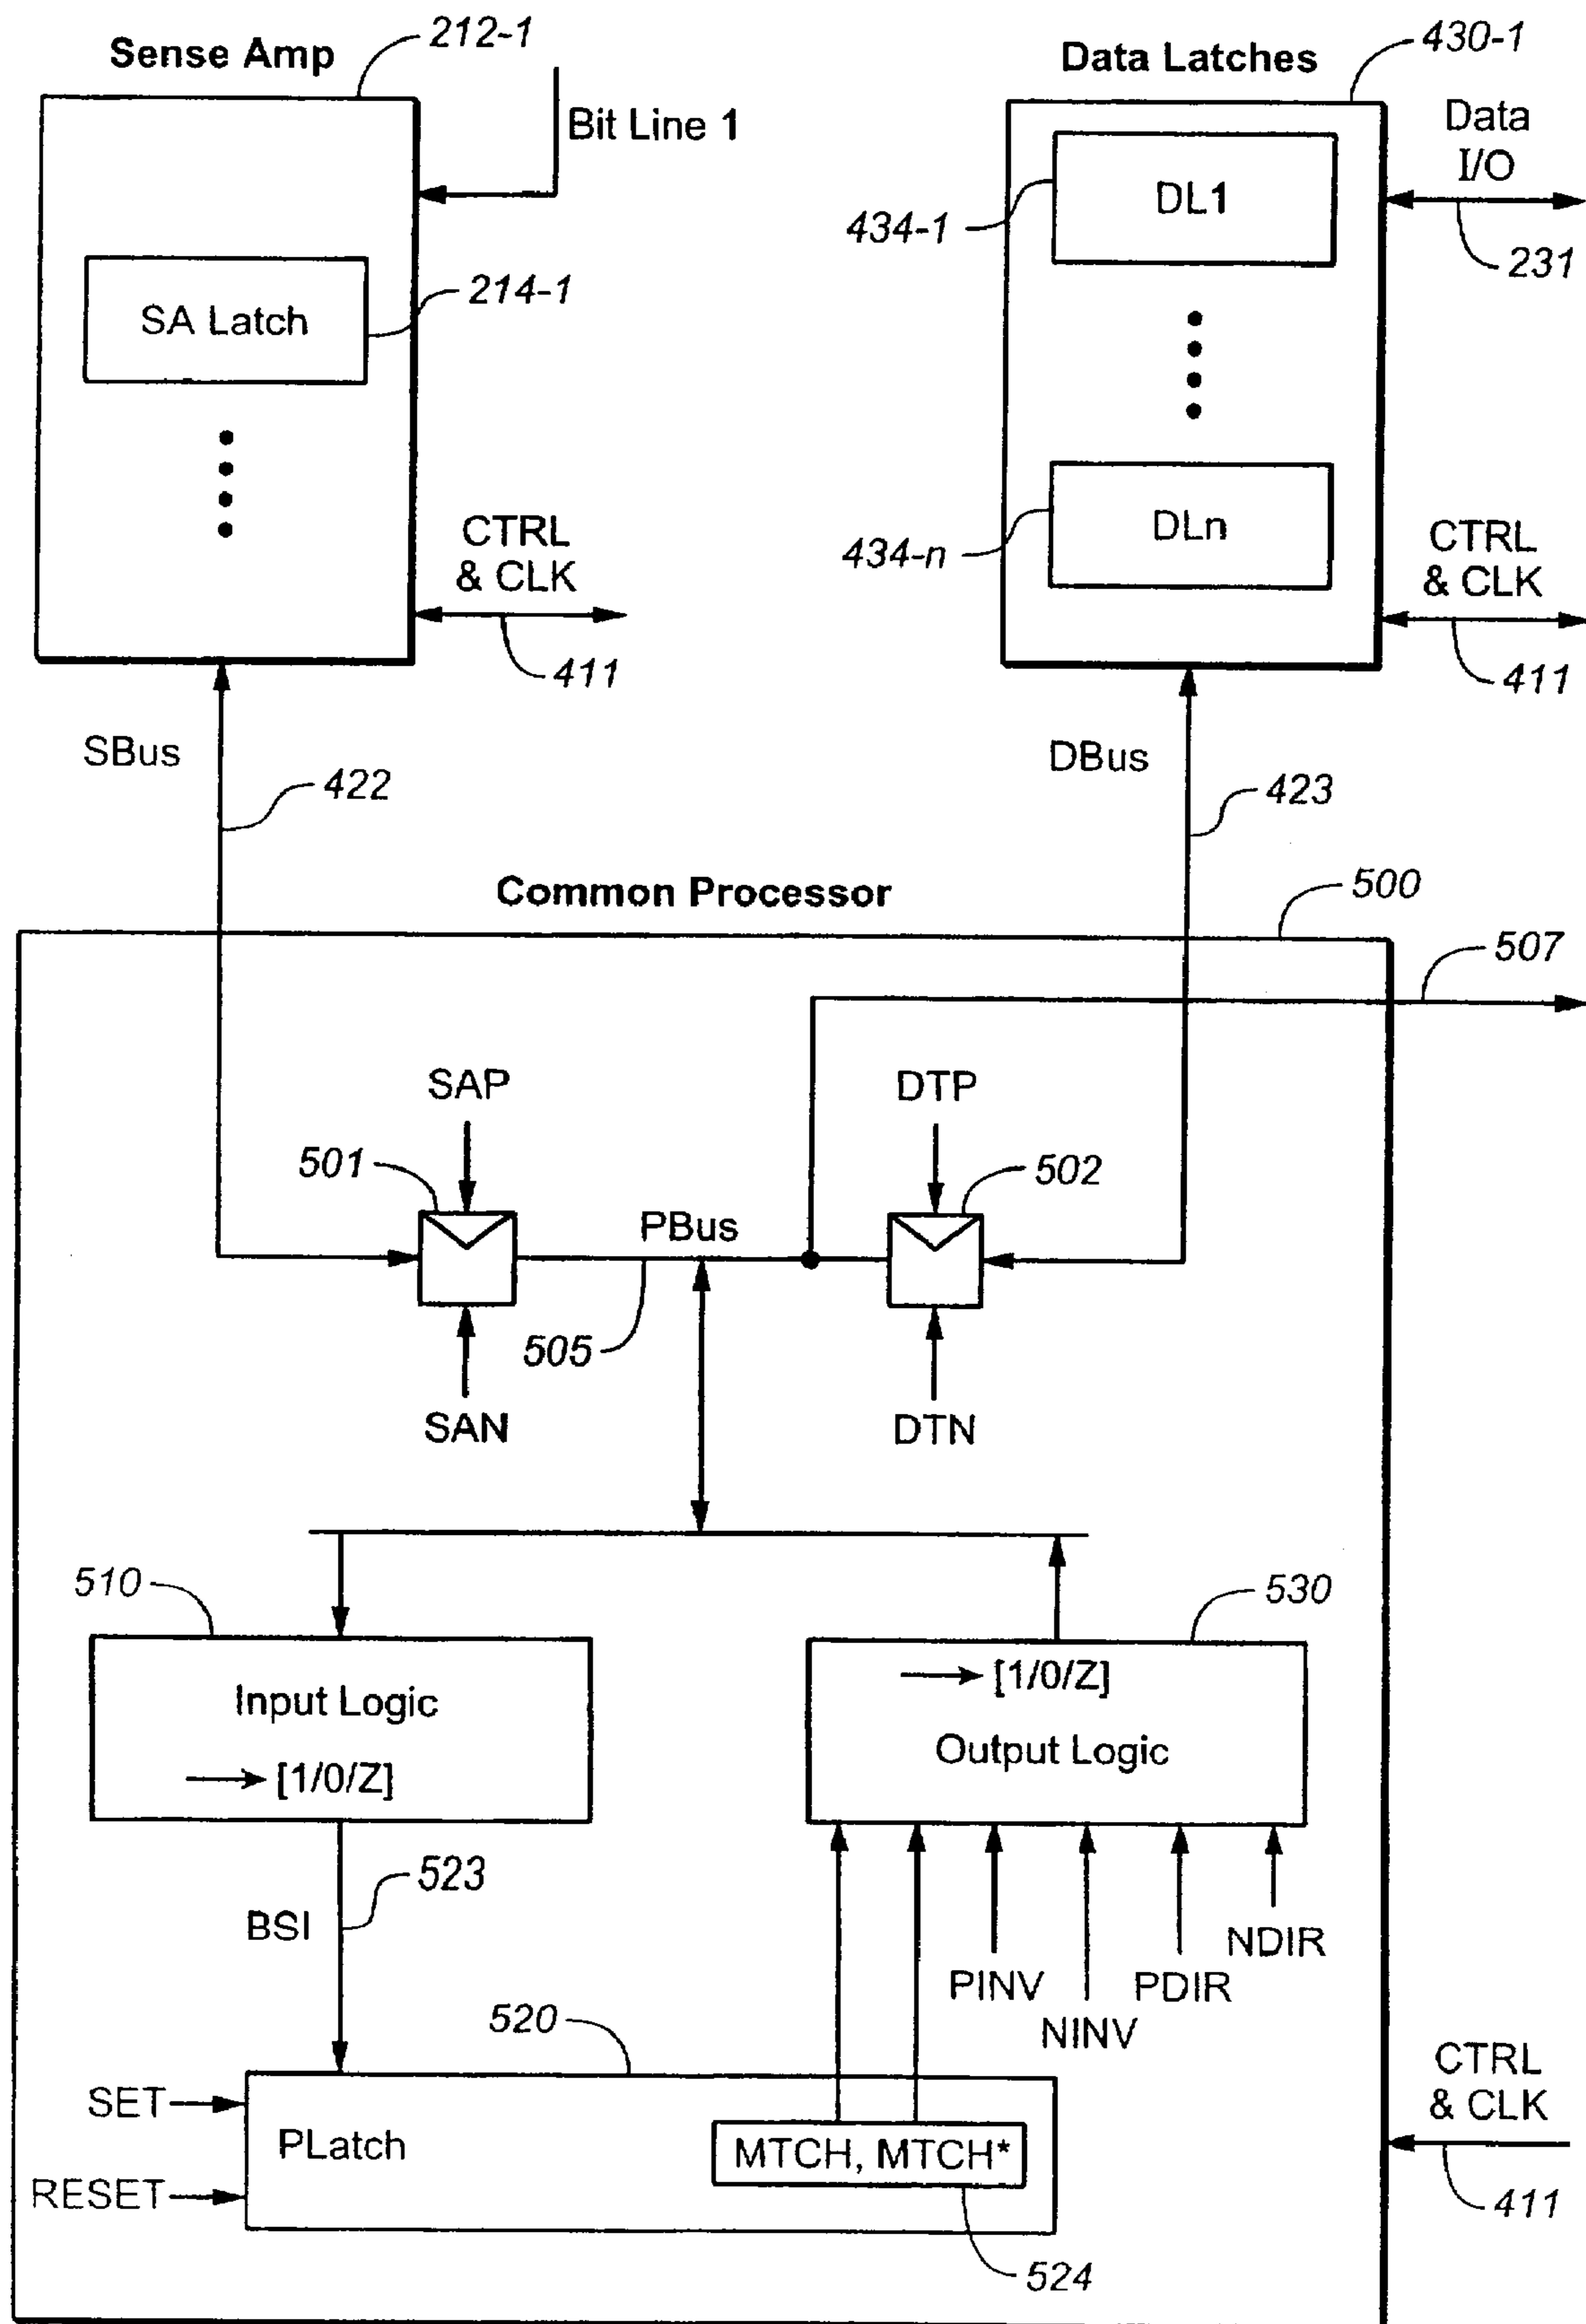 Sense Amp
212-1
Bit Line 1
SA Latch
214-1
CTRL
& CLK
411
Data Latches
430-1
Data
I/O
DL1
434-1
231
DLn
434-n
CTRL
& CLK
411
SBus
422
DBus
423
Common Processor
500
507
SAP
DTP
501
502
PBus
505
SAN
DTN
510
530
Input Logic
[1/0/Z]
[1/0/Z]
Output Logic
BSI
523
PINV
NINV
PDIR
NDIR
520
SET
RESET
PLatch
MTCH, MTCH*
524
CTRL
& CLK
411